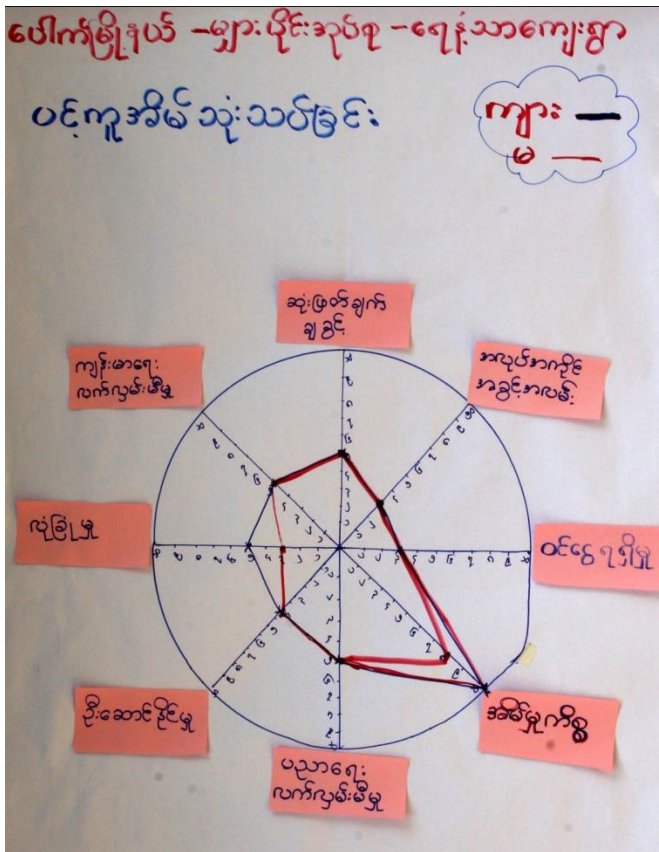 ပေါက်မြို့နယ် - မျှားပိုင်းအုပ်စု - ရေနံ့သာကျေးရွာ
ပင့်ကူအိမ်သုံးသပ်ခြင်း
ကျား
မ
ဆုံးဖြတ်ချက်
ချခွင့်
ကျန်းမာရေး
လက်လှမ်းမီမှု
အလုပ်အကိုင်
အခွင့်အလမ်း
လုံခြုံမှု
ဝင်ငွေရရှိမှု
ဦးဆောင်နိုင်မှု
အိမ်မှုကိစ္စ
ပညာရေး
လက်လှမ်းမီမှု